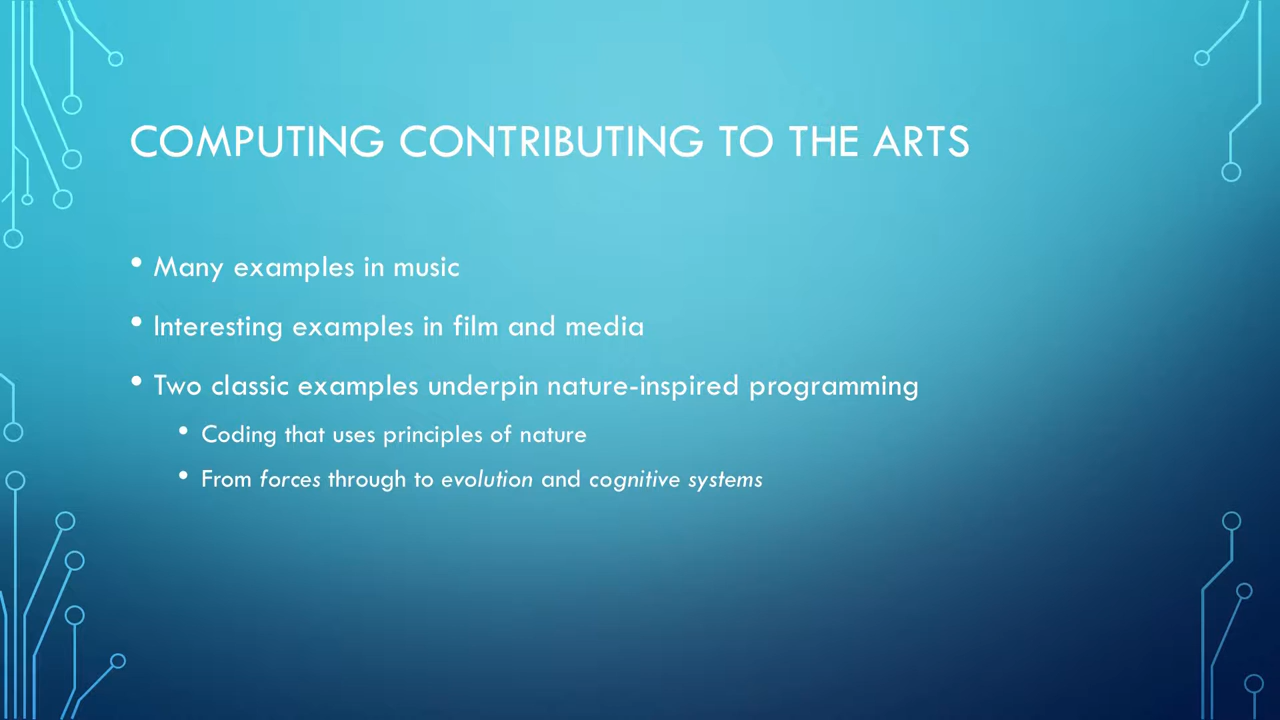 COMPUTING CONTRIBUTING TO THE ARTS
• Many examples in music
• Interesting examples in film and media
• Two classic examples underpin nature-inspired programming
• Coding that uses principles of nature
• From forces through to evolution and cognitive systems